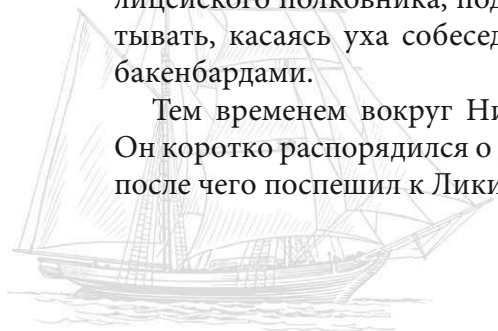 лицейского полковника, под
тывать, касаясь уха собесед
бакенбардами.
Тем временем вокруг Ни
Он коротко распорядился о
после чего поспешил к Лики